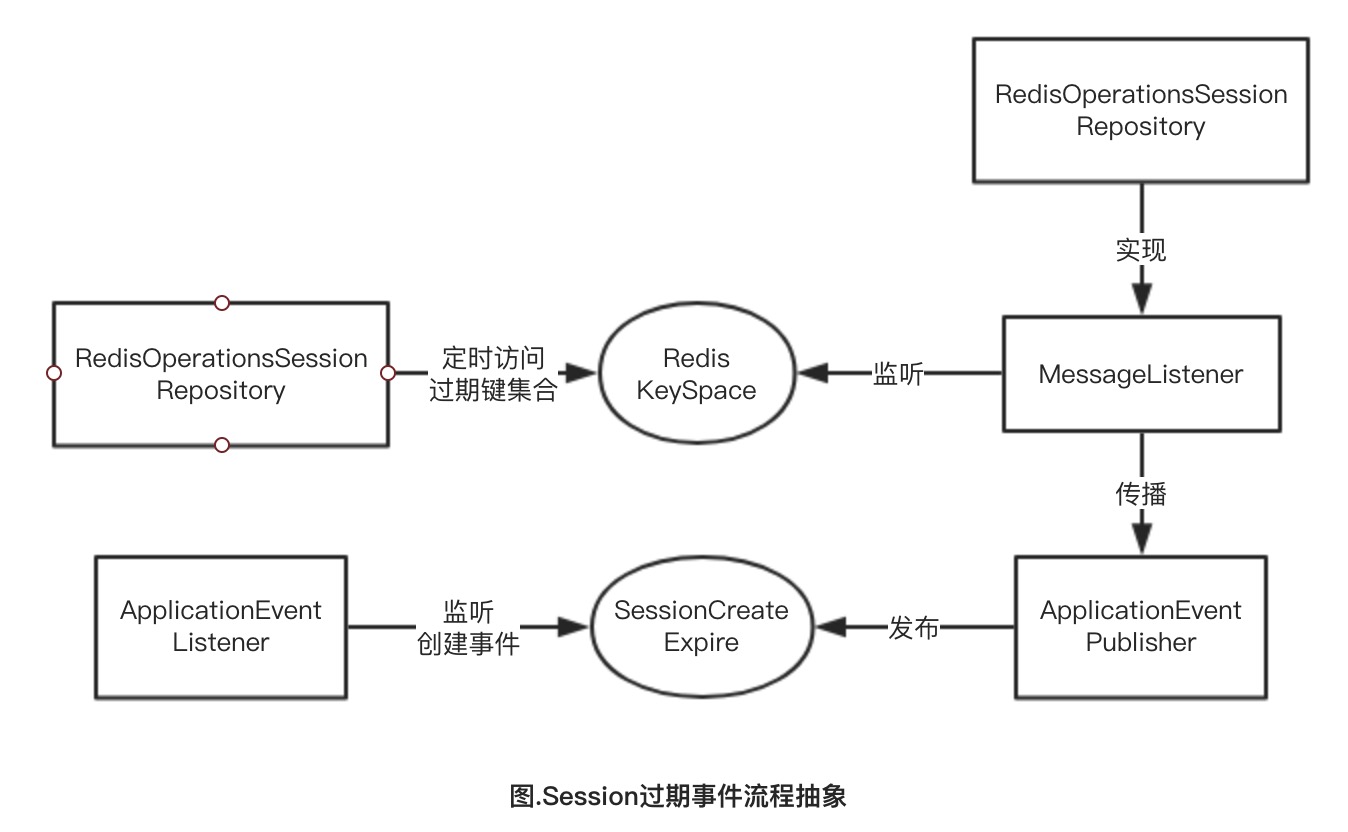 RedisOperationsSession
Repository
实现
RedisOperationsSession
Repository
定时访问
过期键集合
Redis
KeySpace
监听
MessageListener
传播
ApplicationEvent
Listener
监听
创建事件
SessionCreate
Expire
发布
ApplicationEvent
Publisher
图.Session过期事件流程抽象